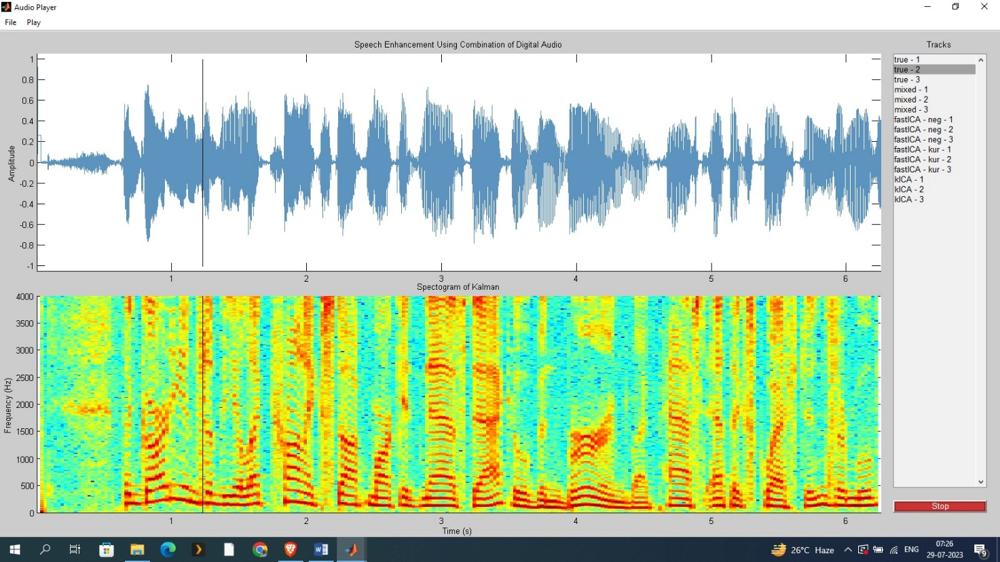 Audio Player
File Play
Speech Enhancement Using Combination of Digital Audio
Tracks
1
0.8
0.6
0.4
0.2
0
-0.2
-0.4
-0.6
-0.8
-1
Amplitude
1 2 3 4 5 6
Spectogram of Kalman
4000
3500
3000
2500
2000
1500
1000
500
0
Frequency (Hz)
1 2 3 4 5 6
Time (s)
true - 1
true - 2
true - 3
mixed - 1
mixed - 2
mixed - 3
fastICA - neg - 1
fastICA - neg - 2
fastICA - neg - 3
fastICA - kur - 1
fastICA - kur - 2
fastICA - kur - 3
kICA - 1
kICA - 2
kICA - 3
Stop
26°C Haze
ENG
07:26
29-07-2023
9